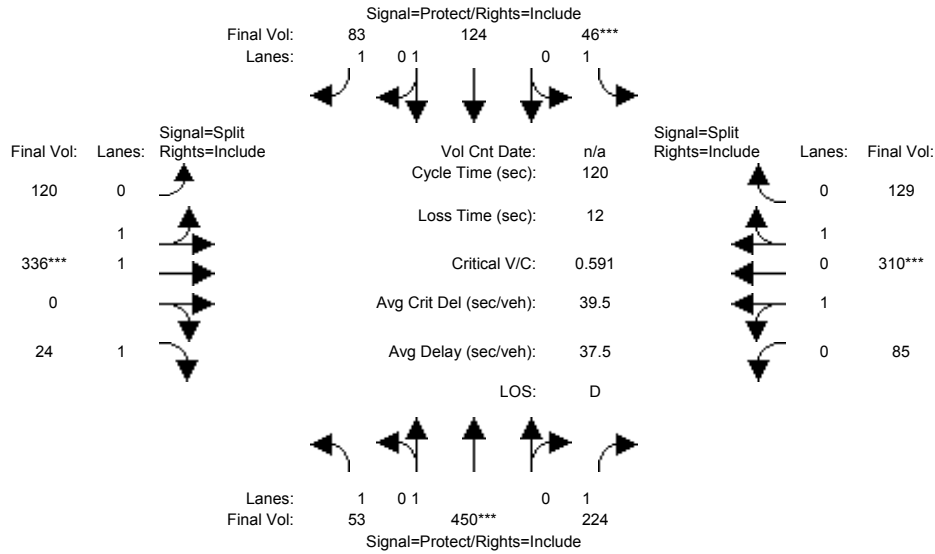 Signal=Protect/Rights=Include
Final Vol: 83 124 46***
Lanes: 1 0 1 0 1
Signal=Split
Final Vol: Lanes: Rights=Include
Vol Cnt Date: n/a
Signal=Split
Rights=Include Lanes: Final Vol:
Cycle Time (sec): 120
120 0
0 129
Loss Time (sec): 12
1
1
336*** 1
Critical V/C: 0.591
0 310***
0
Avg Crit Del (sec/veh): 39.5
1
24 1
Avg Delay (sec/veh): 37.5
0 85
LOS: D
Lanes: 1 0 1 0 1
Final Vol: 53 450*** 224
Signal=Protect/Rights=Include